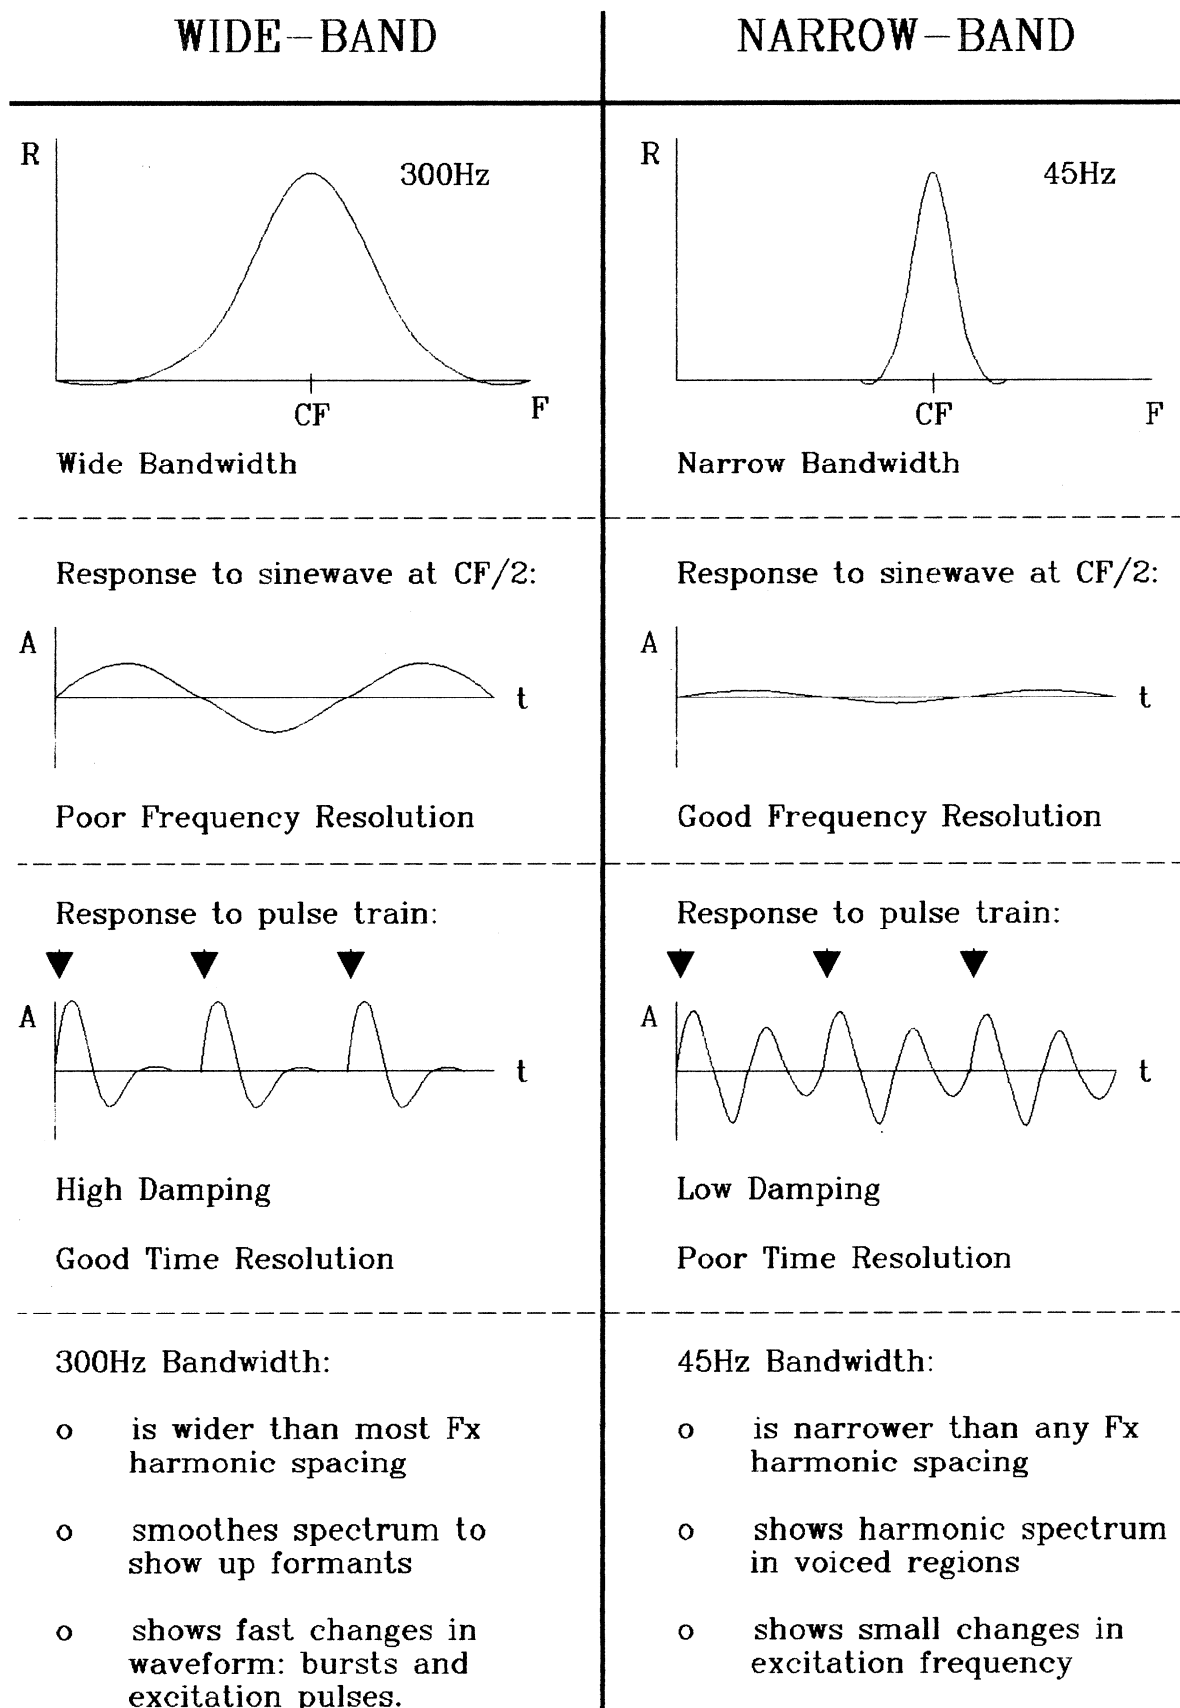 WIDE-BAND
R
300Hz
CF
F
Wide Bandwidth
Response to sinewave at CF/2:
A
t
Poor Frequency Resolution
Response to pulse train:
A
t
High Damping
Good Time Resolution
300Hz Bandwidth:
o is wider than most Fx
harmonic spacing
o smoothes spectrum to
show up formants
o shows fast changes in
waveform: bursts and
excitation pulses.
NARROW-BAND
R
45Hz
CF
F
Narrow Bandwidth
Response to sinewave at CF/2:
A
t
Good Frequency Resolution
Response to pulse train:
A
t
Low Damping
Poor Time Resolution
45Hz Bandwidth:
o is narrower than any Fx
harmonic spacing
o shows harmonic spectrum
in voiced regions
o shows small changes in
excitation frequency